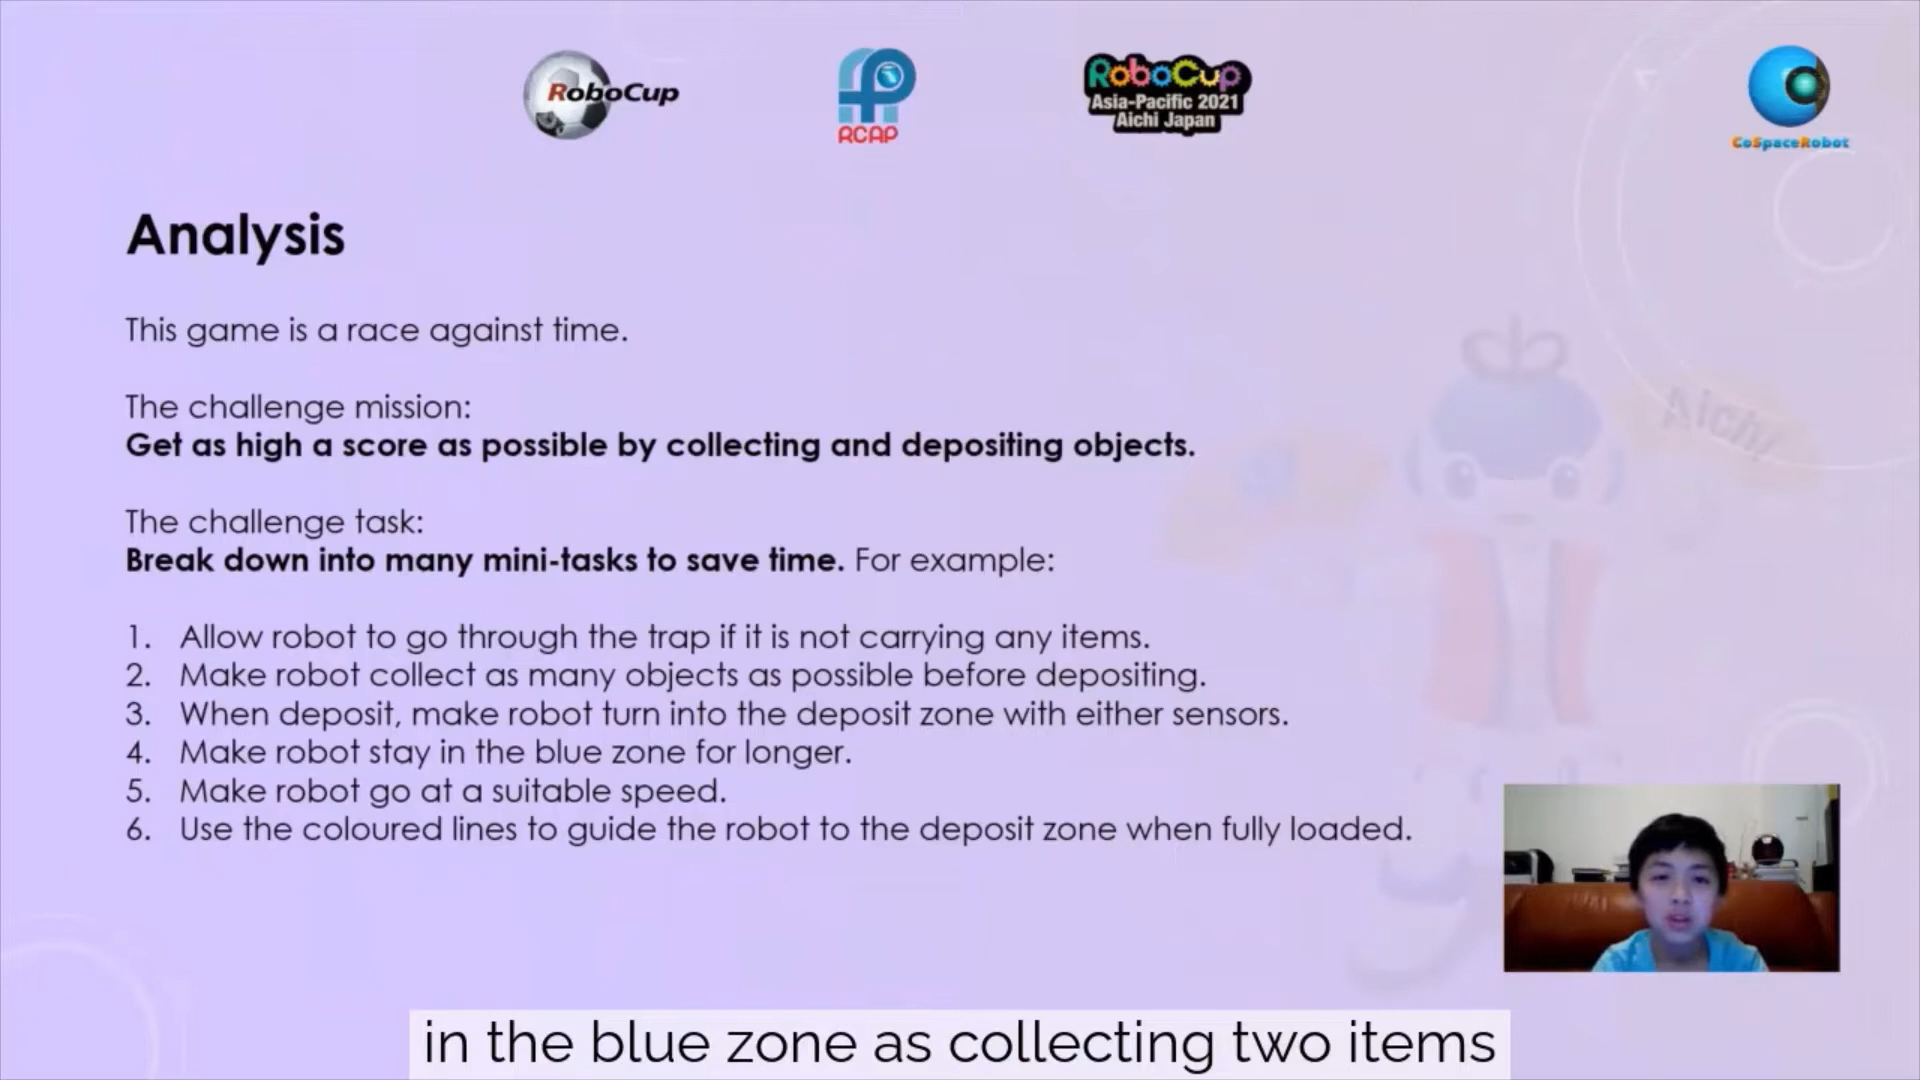 RoboCup
RCAP
RoboCup
Asia-Pacific 2021
Aichi Japan
CoSpaceRobot
Analysis
This game is a race against time.
The challenge mission:
Get as high a score as possible by collecting and depositing objects.
The challenge task:
Break down into many mini-tasks to save time. For example:
1. Allow robot to go through the trap if it is not carrying any items.
2. Make robot collect as many objects as possible before depositing.
3. When deposit, make robot turn into the deposit zone with either sensors.
4. Make robot stay in the blue zone for longer.
5. Make robot go at a suitable speed.
6. Use the coloured lines to guide the robot to the deposit zone when fully loaded.
Aichi
in the blue zone as collecting two items